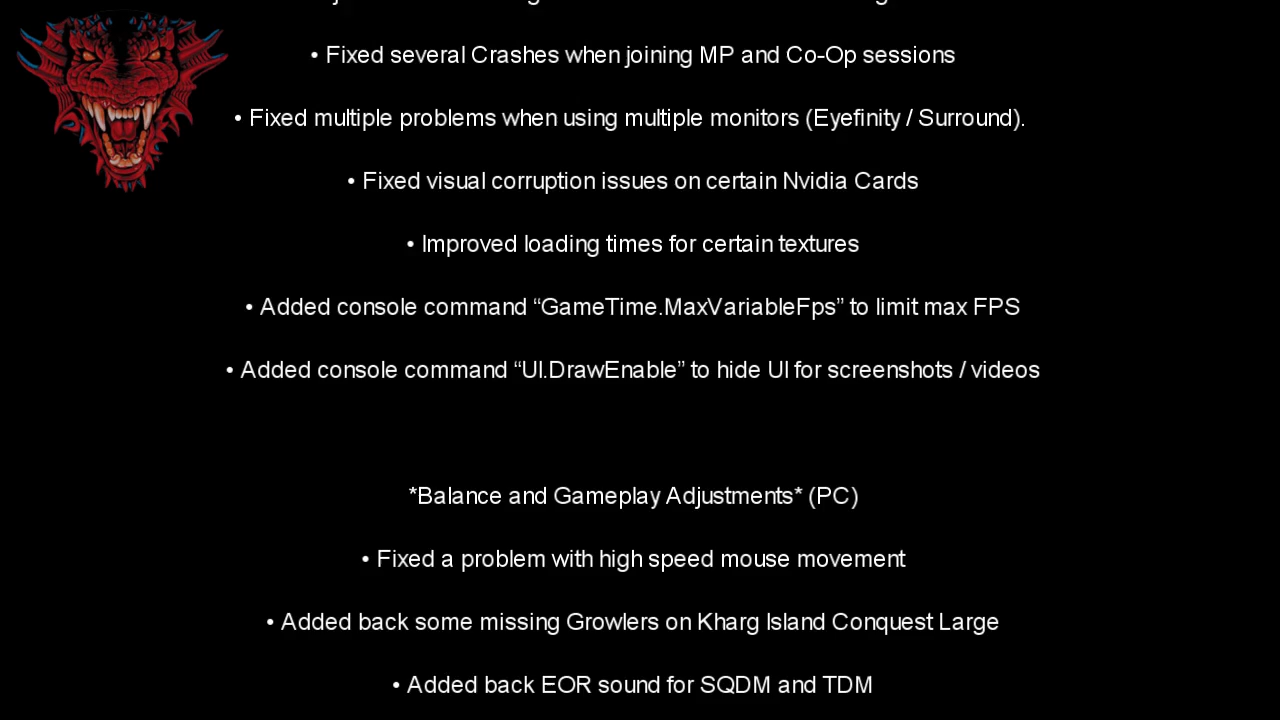 • Fixed several Crashes when joining MP and Co-Op sessions
• Fixed multiple problems when using multiple monitors (Eyefinity / Surround).
• Fixed visual corruption issues on certain Nvidia Cards
• Improved loading times for certain textures
• Added console command “GameTime.MaxVariableFps” to limit max FPS
• Added console command “UI.DrawEnable” to hide UI for screenshots / videos
*Balance and Gameplay Adjustments* (PC)
• Fixed a problem with high speed mouse movement
• Added back some missing Growlers on Kharg Island Conquest Large
• Added back EOR sound for SQDM and TDM